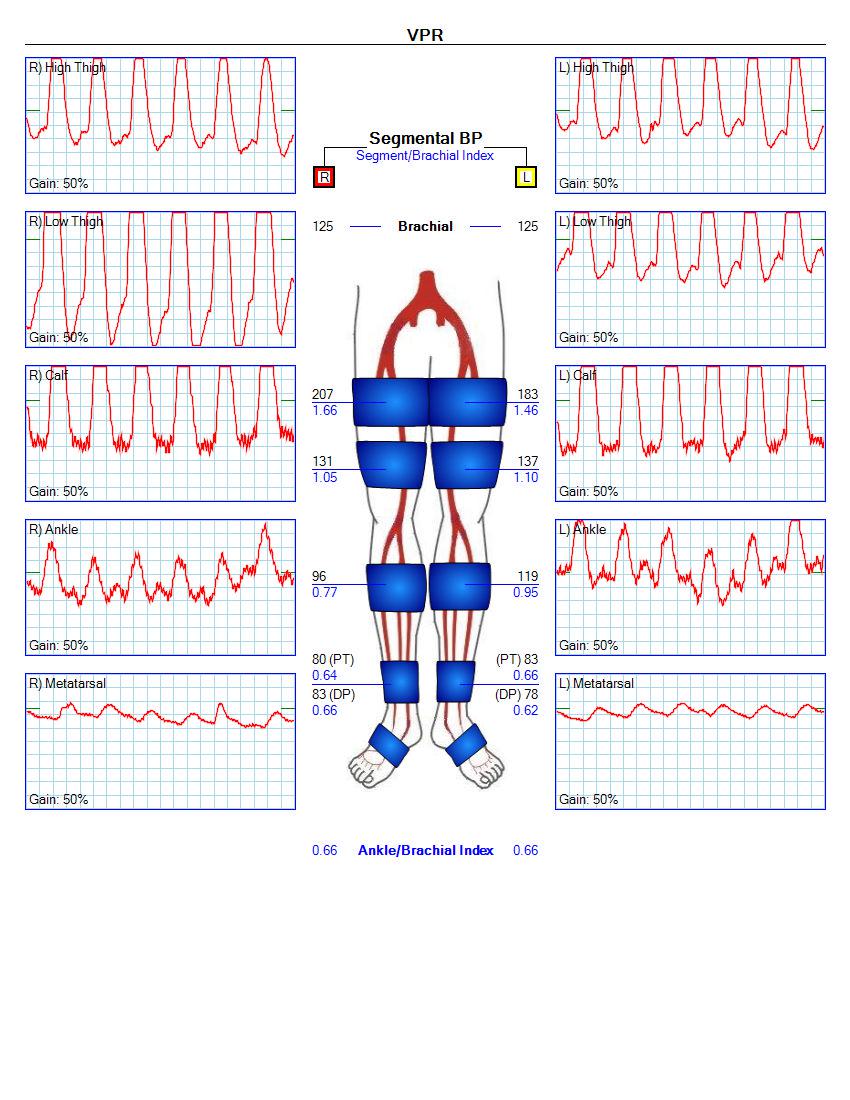 VPR
R) High Thigh
Gain: 50%
L) High Thigh
Gain: 50%
Segmental BP
Segment/Brachial Index
R
L
125 Brachial 125
R) Low Thigh
Gain: 50%
L) Low Thigh
Gain: 50%
R) Calf
Gain: 50%
L) Calf
Gain: 50%
207 183
1.66 1.46
131 137
1.05 1.10
R) Ankle
Gain: 50%
L) Ankle
Gain: 50%
96 119
0.77 0.95
80 (PT) (PT) 83
0.64 0.66
83 (DP) (DP) 78
0.66 0.62
R) Metatarsal
Gain: 50%
L) Metatarsal
Gain: 50%
0.66 Ankle/Brachial Index 0.66